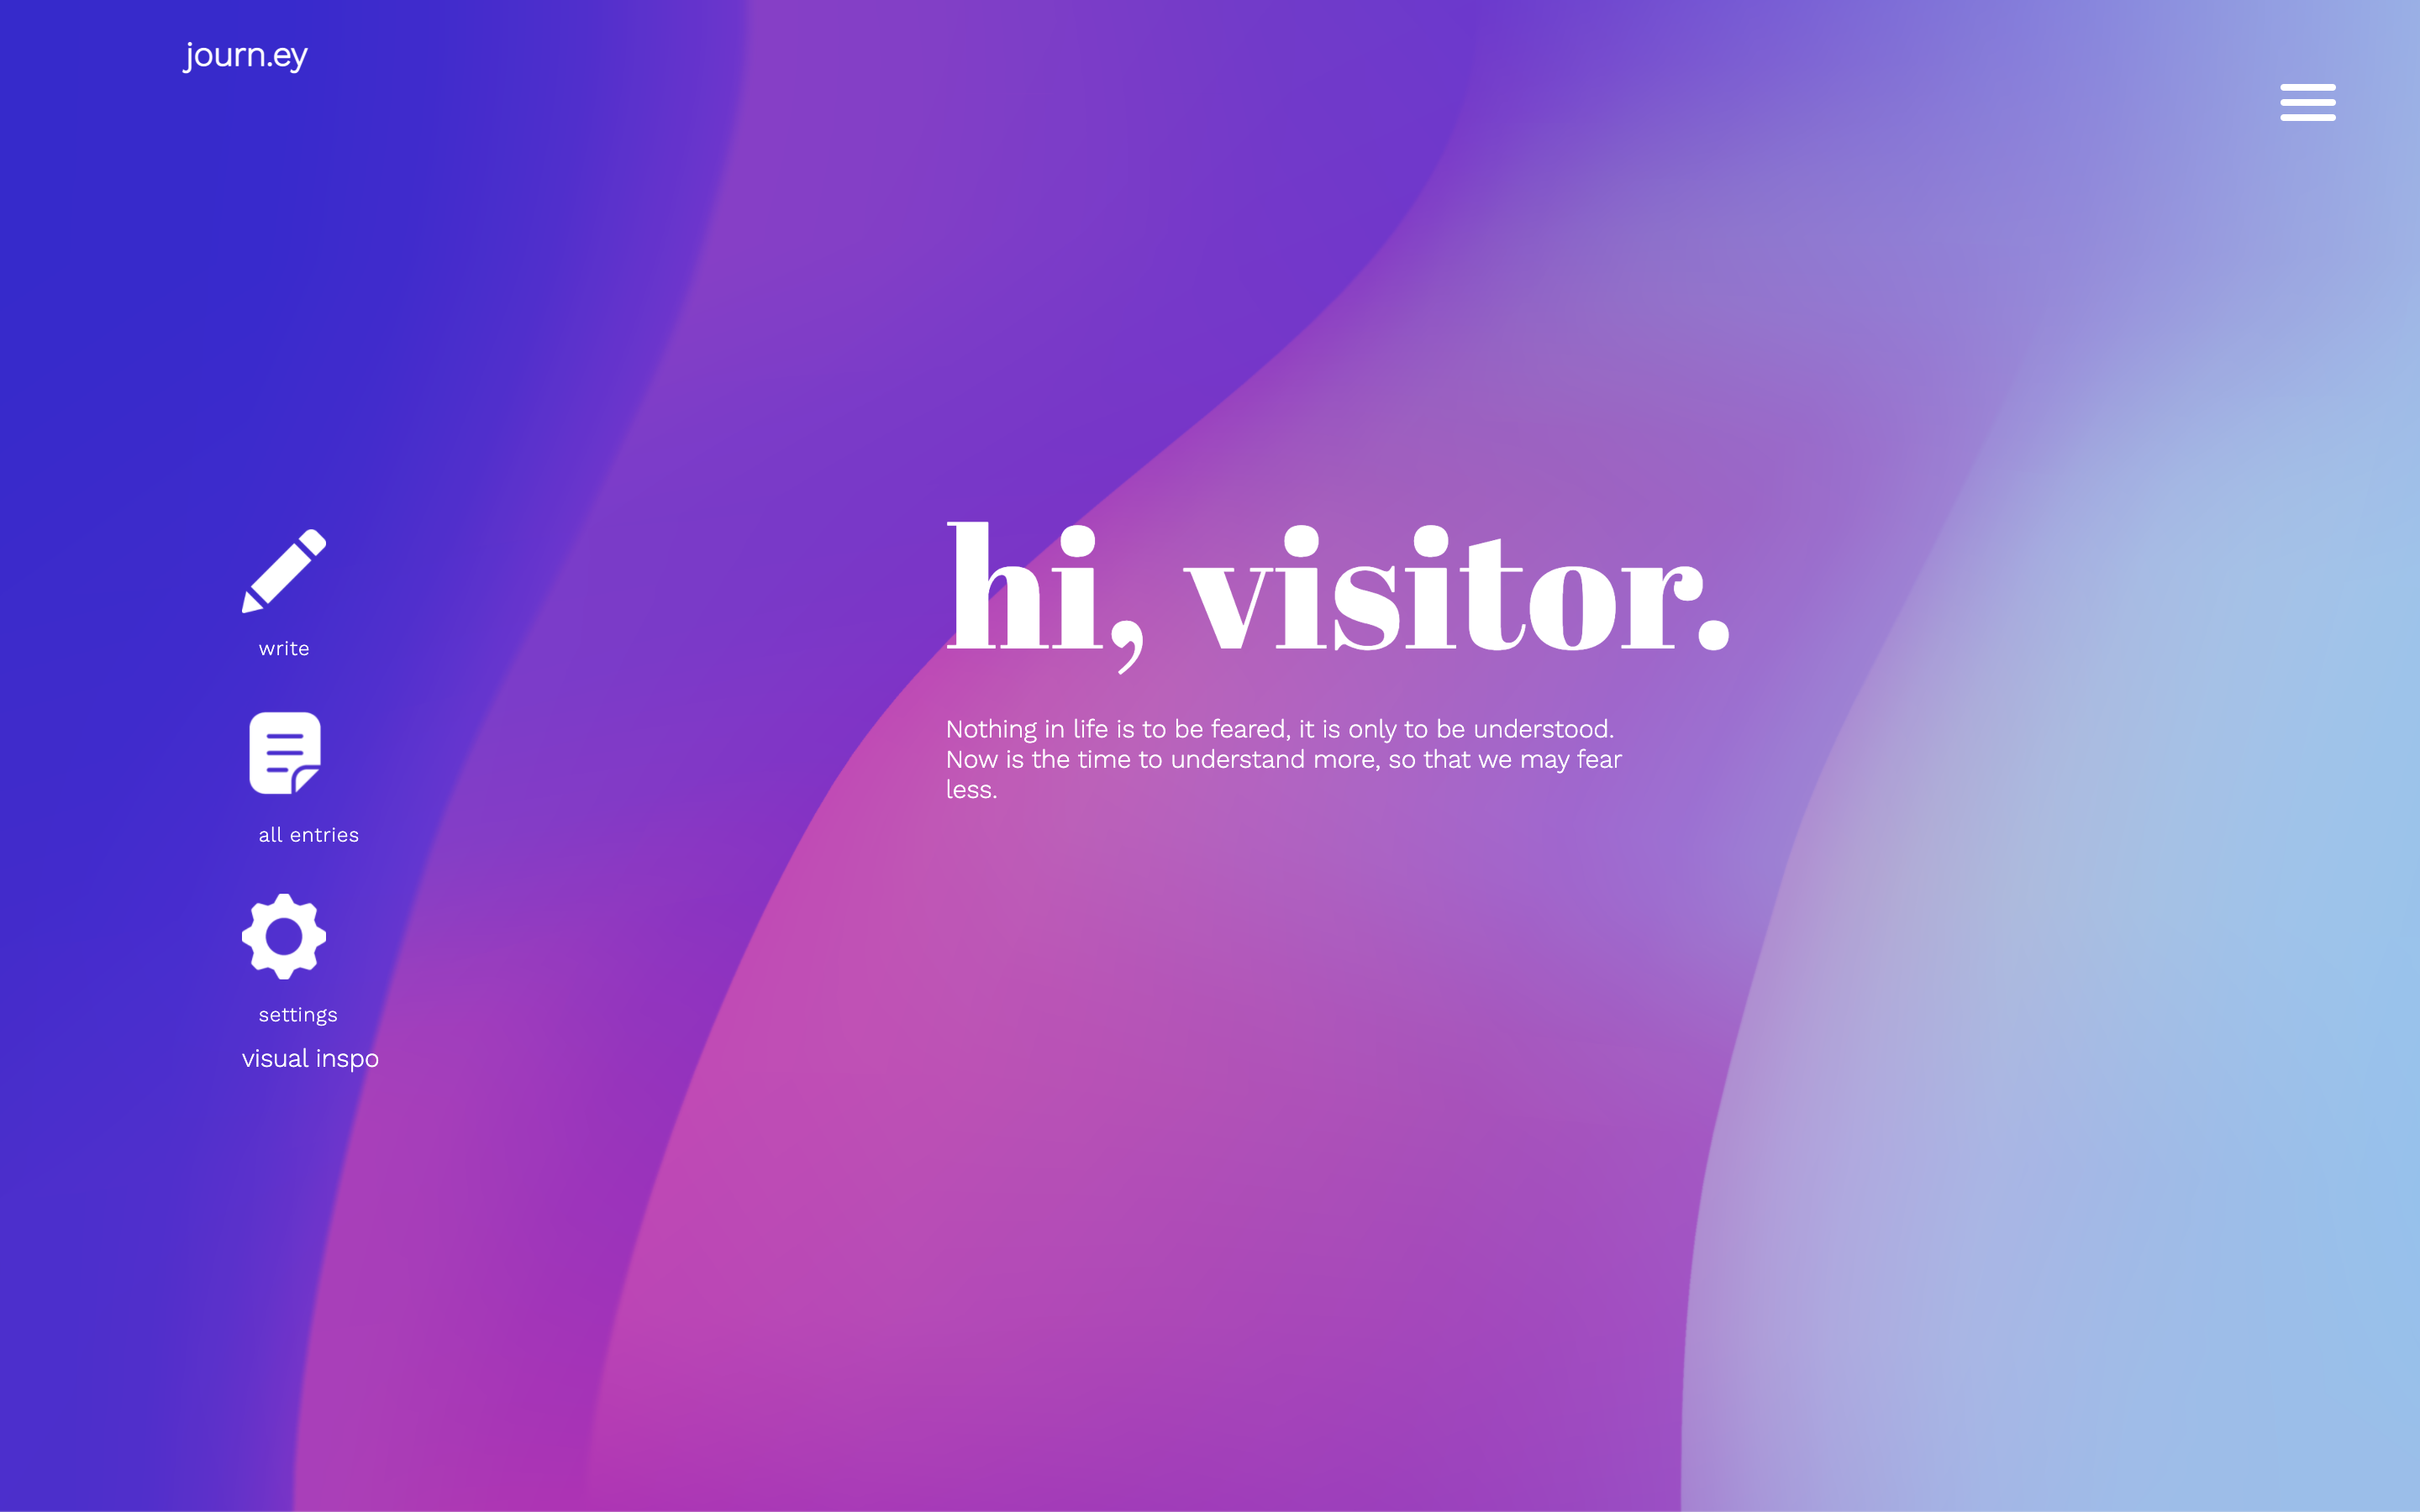 journ.ey
write
all entries
settings
visual inspo
hi, visitor.
Nothing in life is to be feared, it is only to be understood.
Now is the time to understand more, so that we may fear
less.